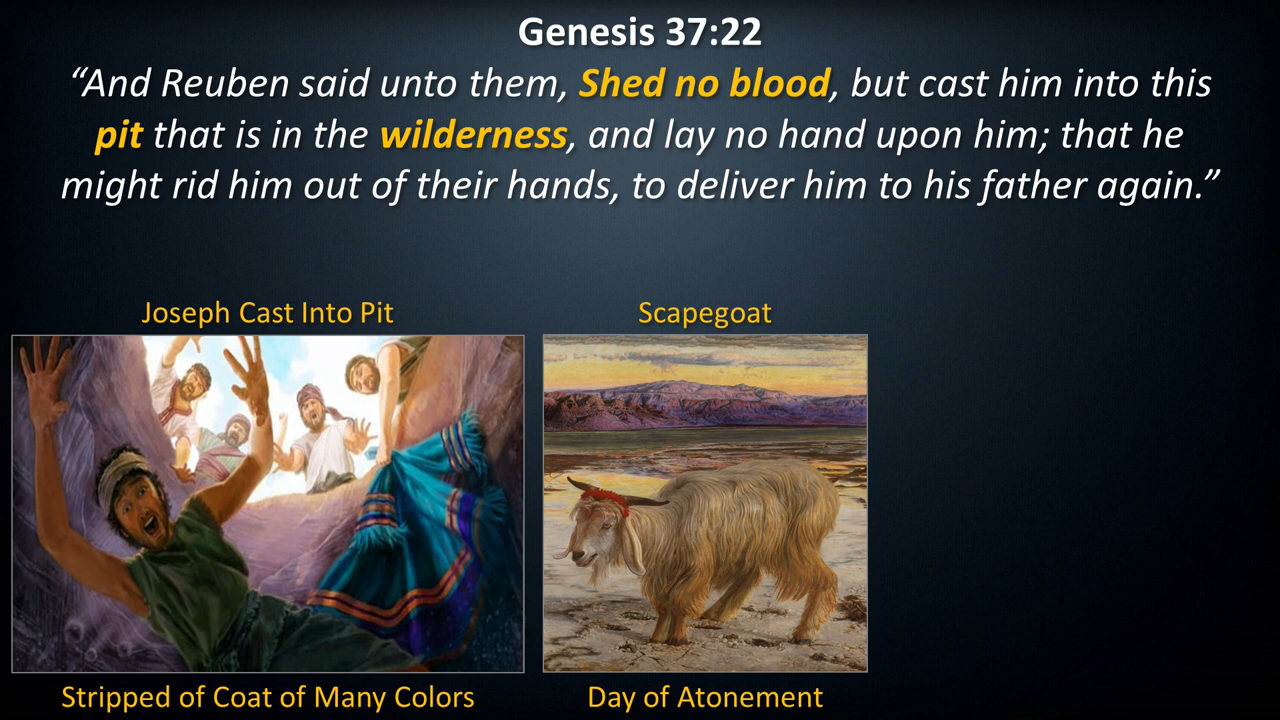 Genesis 37:22
“And Reuben said unto them, Shed no blood, but cast him into this
pit that is in the wilderness, and lay no hand upon him; that he
might rid him out of their hands, to deliver him to his father again.”
Joseph Cast Into Pit
Scapegoat
Stripped of Coat of Many Colors
Day of Atonement